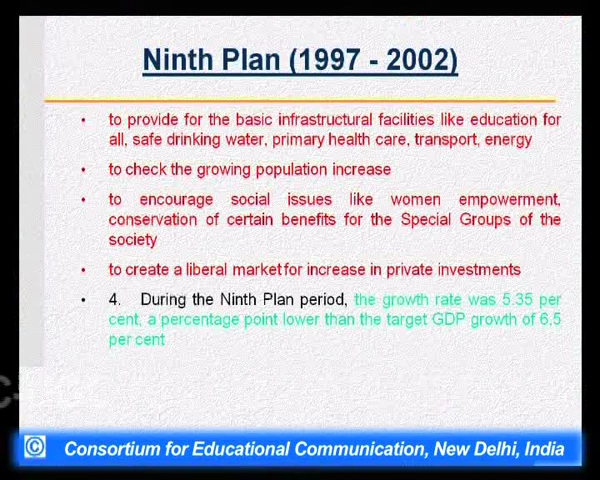 Ninth Plan (1997 - 2002)
• to provide for the basic infrastructural facilities like education for
all, safe drinking water, primary health care, transport, energy
• to check the growing population increase
• to encourage social issues like women empowerment,
conservation of certain benefits for the Special Groups of the
society
• to create a liberal market for increase in private investments
• 4. During the Ninth Plan period, the growth rate was 5.35 per
cent, a percentage point lower than the target GDP growth of 6.5
per cent
© Consortium for Educational Communication, New Delhi, India